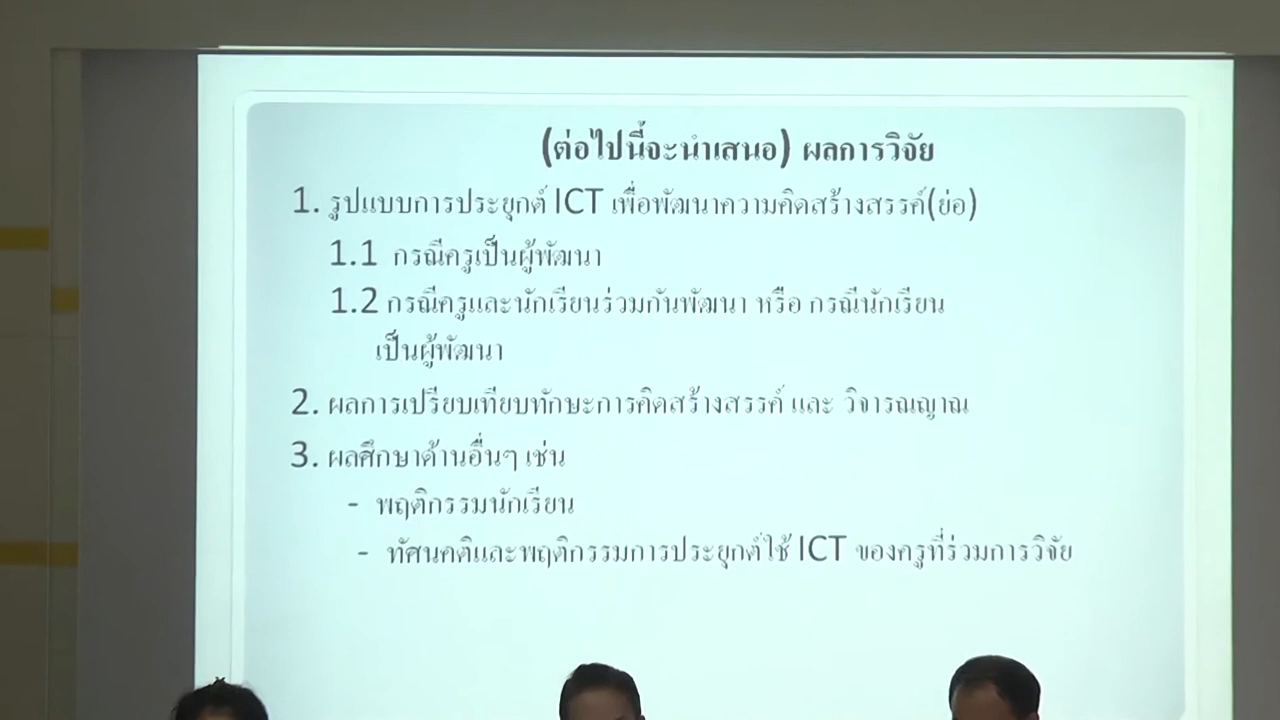 (ต่อไปนี้จะนำเสนอ) ผลการวิจัย
1. รูปแบบการประยุกต์ ICT เพื่อพัฒนาความคิดสร้างสรรค์(ย่อ)
1.1 กรณีครูเป็นผู้พัฒนา
1.2 กรณีครูและนักเรียนร่วมกันพัฒนา หรือ กรณีนักเรียน
เป็นผู้พัฒนา
2. ผลการเปรียบเทียบทักษะการคิดสร้างสรรค์ และ วิจารณญาณ
3. ผลศึกษาด้านอื่นๆ เช่น
- พฤติกรรมนักเรียน
- ทัศนคติและพฤติกรรมการประยุกต์ใช้ ICT ของครูที่ร่วมการวิจัย